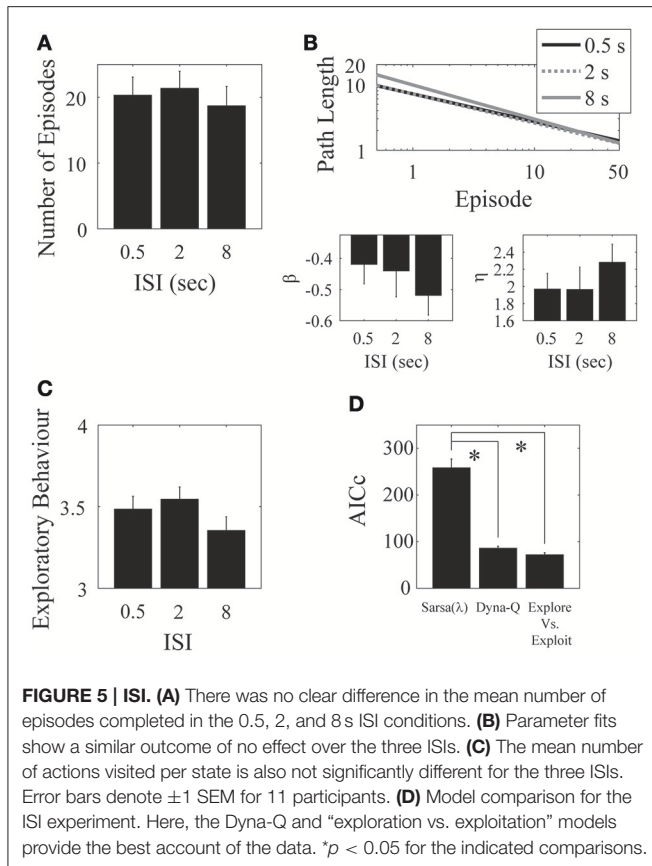 A
B
Number of Episodes
20
10
0
0.5 2 8
ISI (sec)
Path Length
20
10
1
1 10 50
Episode
0.5 s
2 s
8 s
β
-0.4
-0.5
-0.6
0.5 2 8
ISI (sec)
η
2.4
2.2
2
1.8
1.6
0.5 2 8
ISI (sec)
C
D
Exploratory Behaviour
4
3.5
3
0.5 2 8
ISI
AICc
300
200
100
0
* *
Sarsa(λ) Dyna-Q Explore
Vs.
Exploit
FIGURE 5 | ISI. (A) There was no clear difference in the mean number of
episodes completed in the 0.5, 2, and 8 s ISI conditions. (B) Parameter fits
show a similar outcome of no effect over the three ISIs. (C) The mean number
of actions visited per state is also not significantly different for the three ISIs.
Error bars denote ±1 SEM for 11 participants. (D) Model comparison for the
ISI experiment. Here, the Dyna-Q and “exploration vs. exploitation” models
provide the best account of the data. *p < 0.05 for the indicated comparisons.